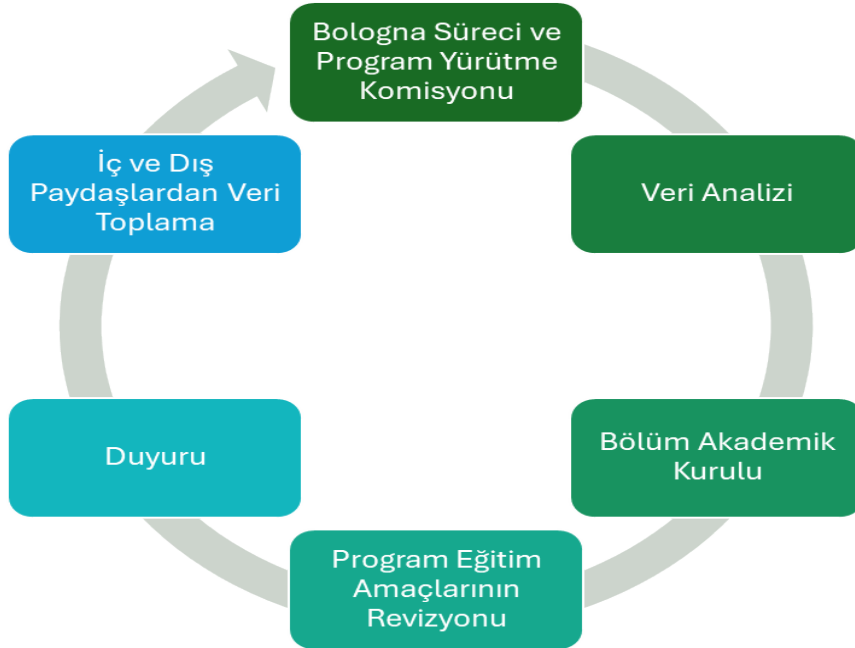 Bologna Süreci ve
Program Yürütme
Komisyonu
Veri Analizi
Bölüm Akademik
Kurulu
Program Eğitim
Amaçlarının
Revizyonu
Duyuru
İç ve Dış
Paydaşlardan Veri
Toplama